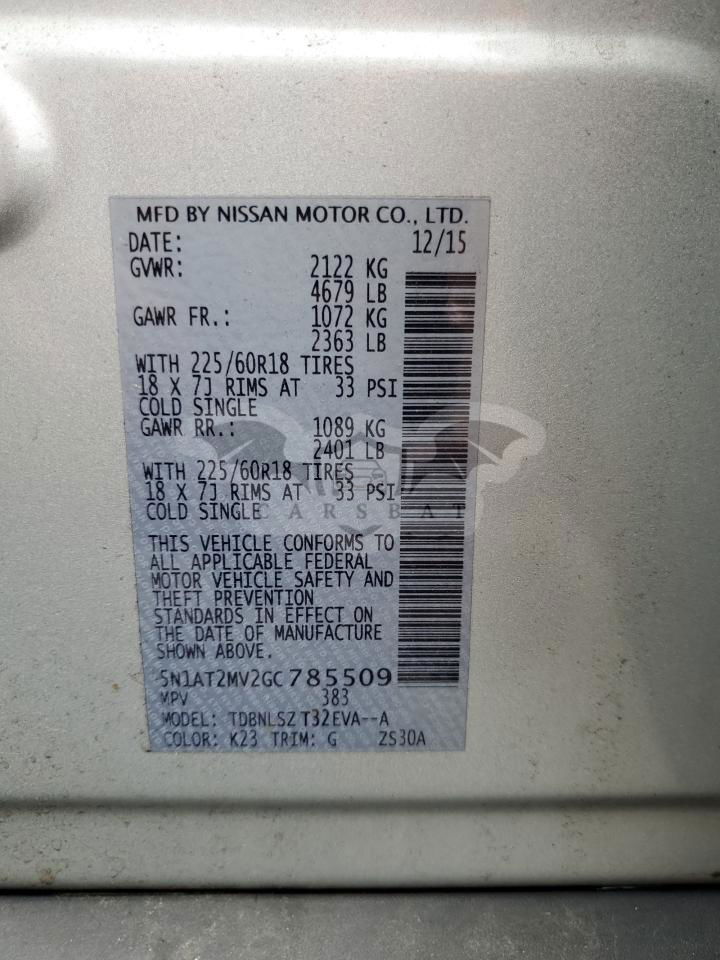 MFD BY NISSAN MOTOR CO., LTD.
DATE: 12/15
GVWR: 2122 KG
4679 LB
GAWR FR.: 1072 KG
2363 LB
WITH 225/60R18 TIRES
18 X 7J RIMS AT 33 PSI
COLD SINGLE
GAWR RR.: 1089 KG
2401 LB
WITH 225/60R18 TIRES
18 X 7J RIMS AT 33 PSI
COLD SINGLE
CARSBAT
THIS VEHICLE CONFORMS TO
ALL APPLICABLE FEDERAL
MOTOR VEHICLE SAFETY AND
THEFT PREVENTION
STANDARDS IN EFFECT ON
THE DATE OF MANUFACTURE
SHOWN ABOVE.
5N1AT2MV2GC785509
MPV 383
MODEL: TDBNLSZ T32EVA--A
COLOR: K23 TRIM: G ZS30A